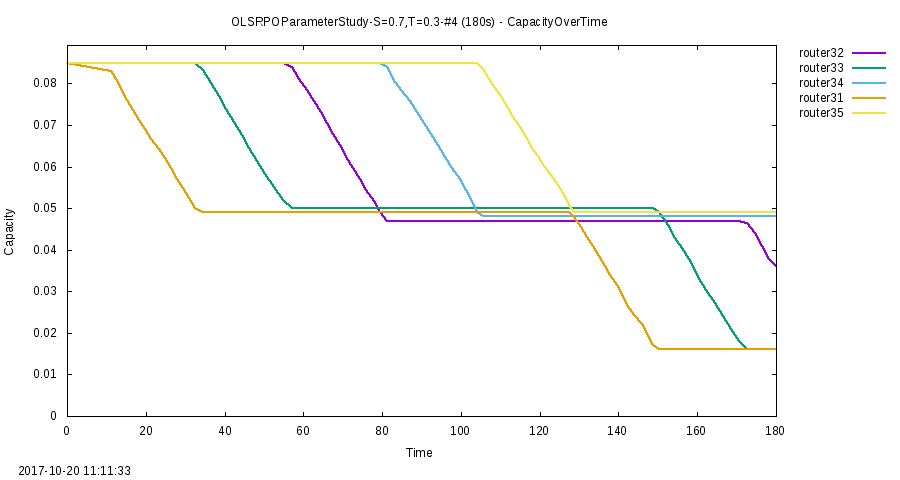 OLSRPOParameterStudy-S=0.7,T=0.3-#4 (180s) - CapacityOverTime
router32
router33
router34
router31
router35
0.08
0.07
0.06
0.05
0.04
0.03
0.02
0.01
0
Capacity
0 20 40 60 80 100 120 140 160 180
Time
2017-10-20 11:11:33